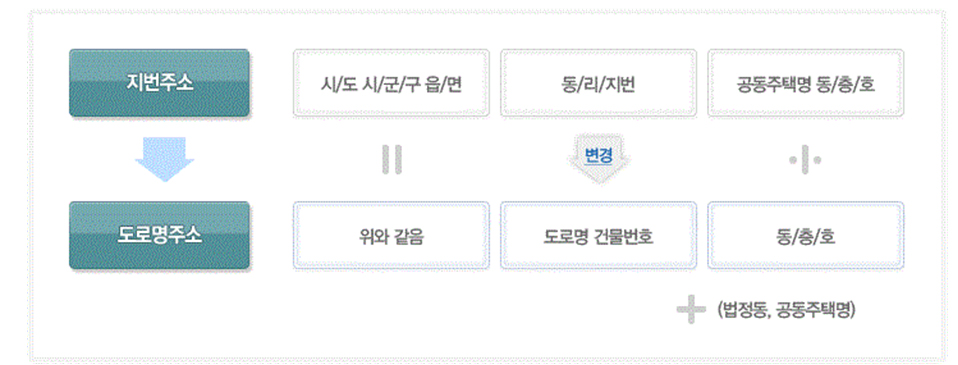 지번주소
시/도 시/군/구 읍/면
동/리/지번
공동주택명 동/층/호
변경
도로명주소
위와 같음
도로명 건물번호
동/층/호
(법정동, 공동주택명)